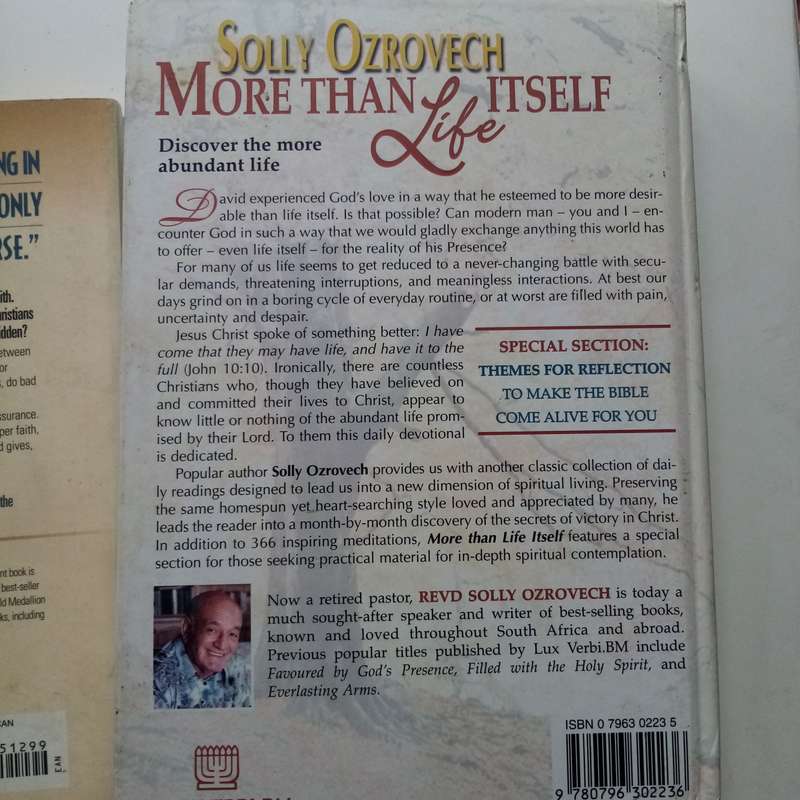 SOLLY OZROVECH
MORE THAN Life ITSELF
Discover the more
abundant life
David experienced God's love in a way that he esteemed to be more desir-
able than life itself. Is that possible? Can modern man – you and I – en-
counter God in such a way that we would gladly exchange anything this world has
to offer – even life itself – for the reality of his Presence?
For many of us life seems to get reduced to a never-changing battle with secu-
lar demands, threatening interruptions, and meaningless interactions. At best our
days grind on in a boring cycle of everyday routine, or at worst are filled with pain,
uncertainty and despair.
Jesus Christ spoke of something better: I have
come that they may have life, and have it to the
full (John 10:10). Ironically, there are countless
Christians who, though they have believed on
and committed their lives to Christ, appear to
know little or nothing of the abundant life prom-
ised by their Lord. To them this daily devotional
is dedicated.
SPECIAL SECTION:
THEMES FOR REFLECTION
TO MAKE THE BIBLE
COME ALIVE FOR YOU
Popular author Solly Ozrovech provides us with another classic collection of dai-
ly readings designed to lead us into a new dimension of spiritual living. Preserving
the same homespun yet heart-searching style loved and appreciated by many, he
leads the reader into a month-by-month discovery of the secrets of victory in Christ.
In addition to 366 inspiring meditations, More than Life Itself features a special
section for those seeking practical material for in-depth spiritual contemplation.
Now a retired pastor, REVD SOLLY OZROVECH is today a
much sought-after speaker and writer of best-selling books,
known and loved throughout South Africa and abroad.
Previous popular titles published by Lux Verbi.BM include
Favoured by God's Presence, Filled with the Holy Spirit, and
Everlasting Arms.
ISBN 0 7963 0223 5
9 780796 302236
NG IN
ONLY
RSE."
ith.
ristians
dden?
etween
or
, do bad
ssurance.
per faith,
d gives,
the
nt book is
best-seller
ld Medallion
ks, including
CAN
51299
EAN